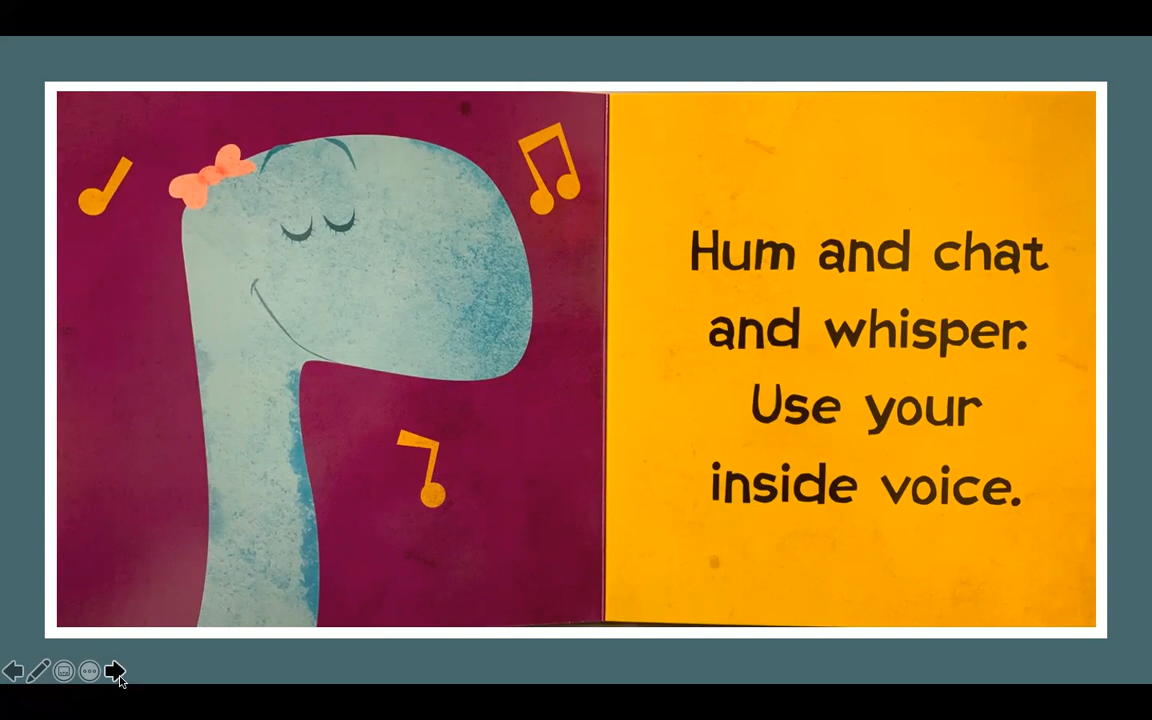 Hum and chat
and whisper.
Use your
inside voice.